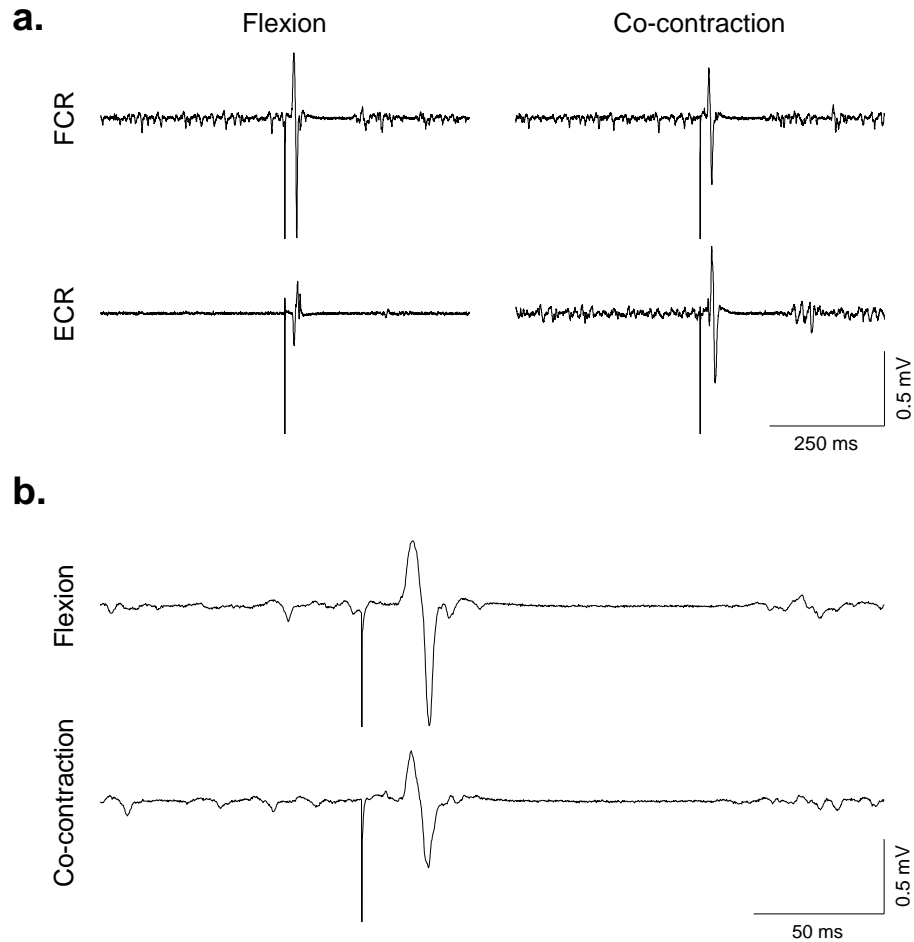 a.
Flexion Co-contraction
FCR
ECR
0.5 mV
250 ms
b.
Flexion
Co-contraction
0.5 mV
50 ms